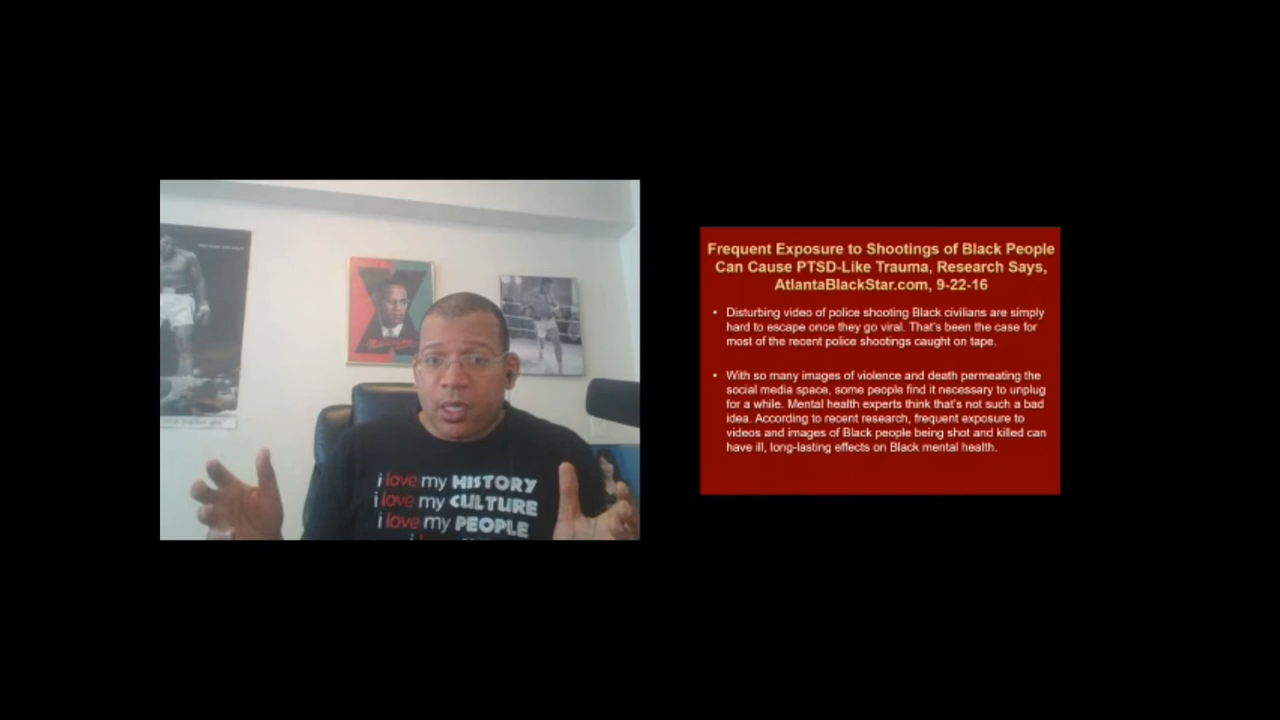 i love my HISTORY
i love my CULTURE
i love my PEOPLE
Frequent Exposure to Shootings of Black People
Can Cause PTSD-Like Trauma, Research Says,
AtlantaBlackStar.com, 9-22-16
• Disturbing video of police shooting Black civilians are simply
hard to escape once they go viral. That's been the case for
most of the recent police shootings caught on tape.
• With so many images of violence and death permeating the
social media space, some people find it necessary to unplug
for a while. Mental health experts think that's not such a bad
idea. According to recent research, frequent exposure to
videos and images of Black people being shot and killed can
have ill, long-lasting effects on Black mental health.